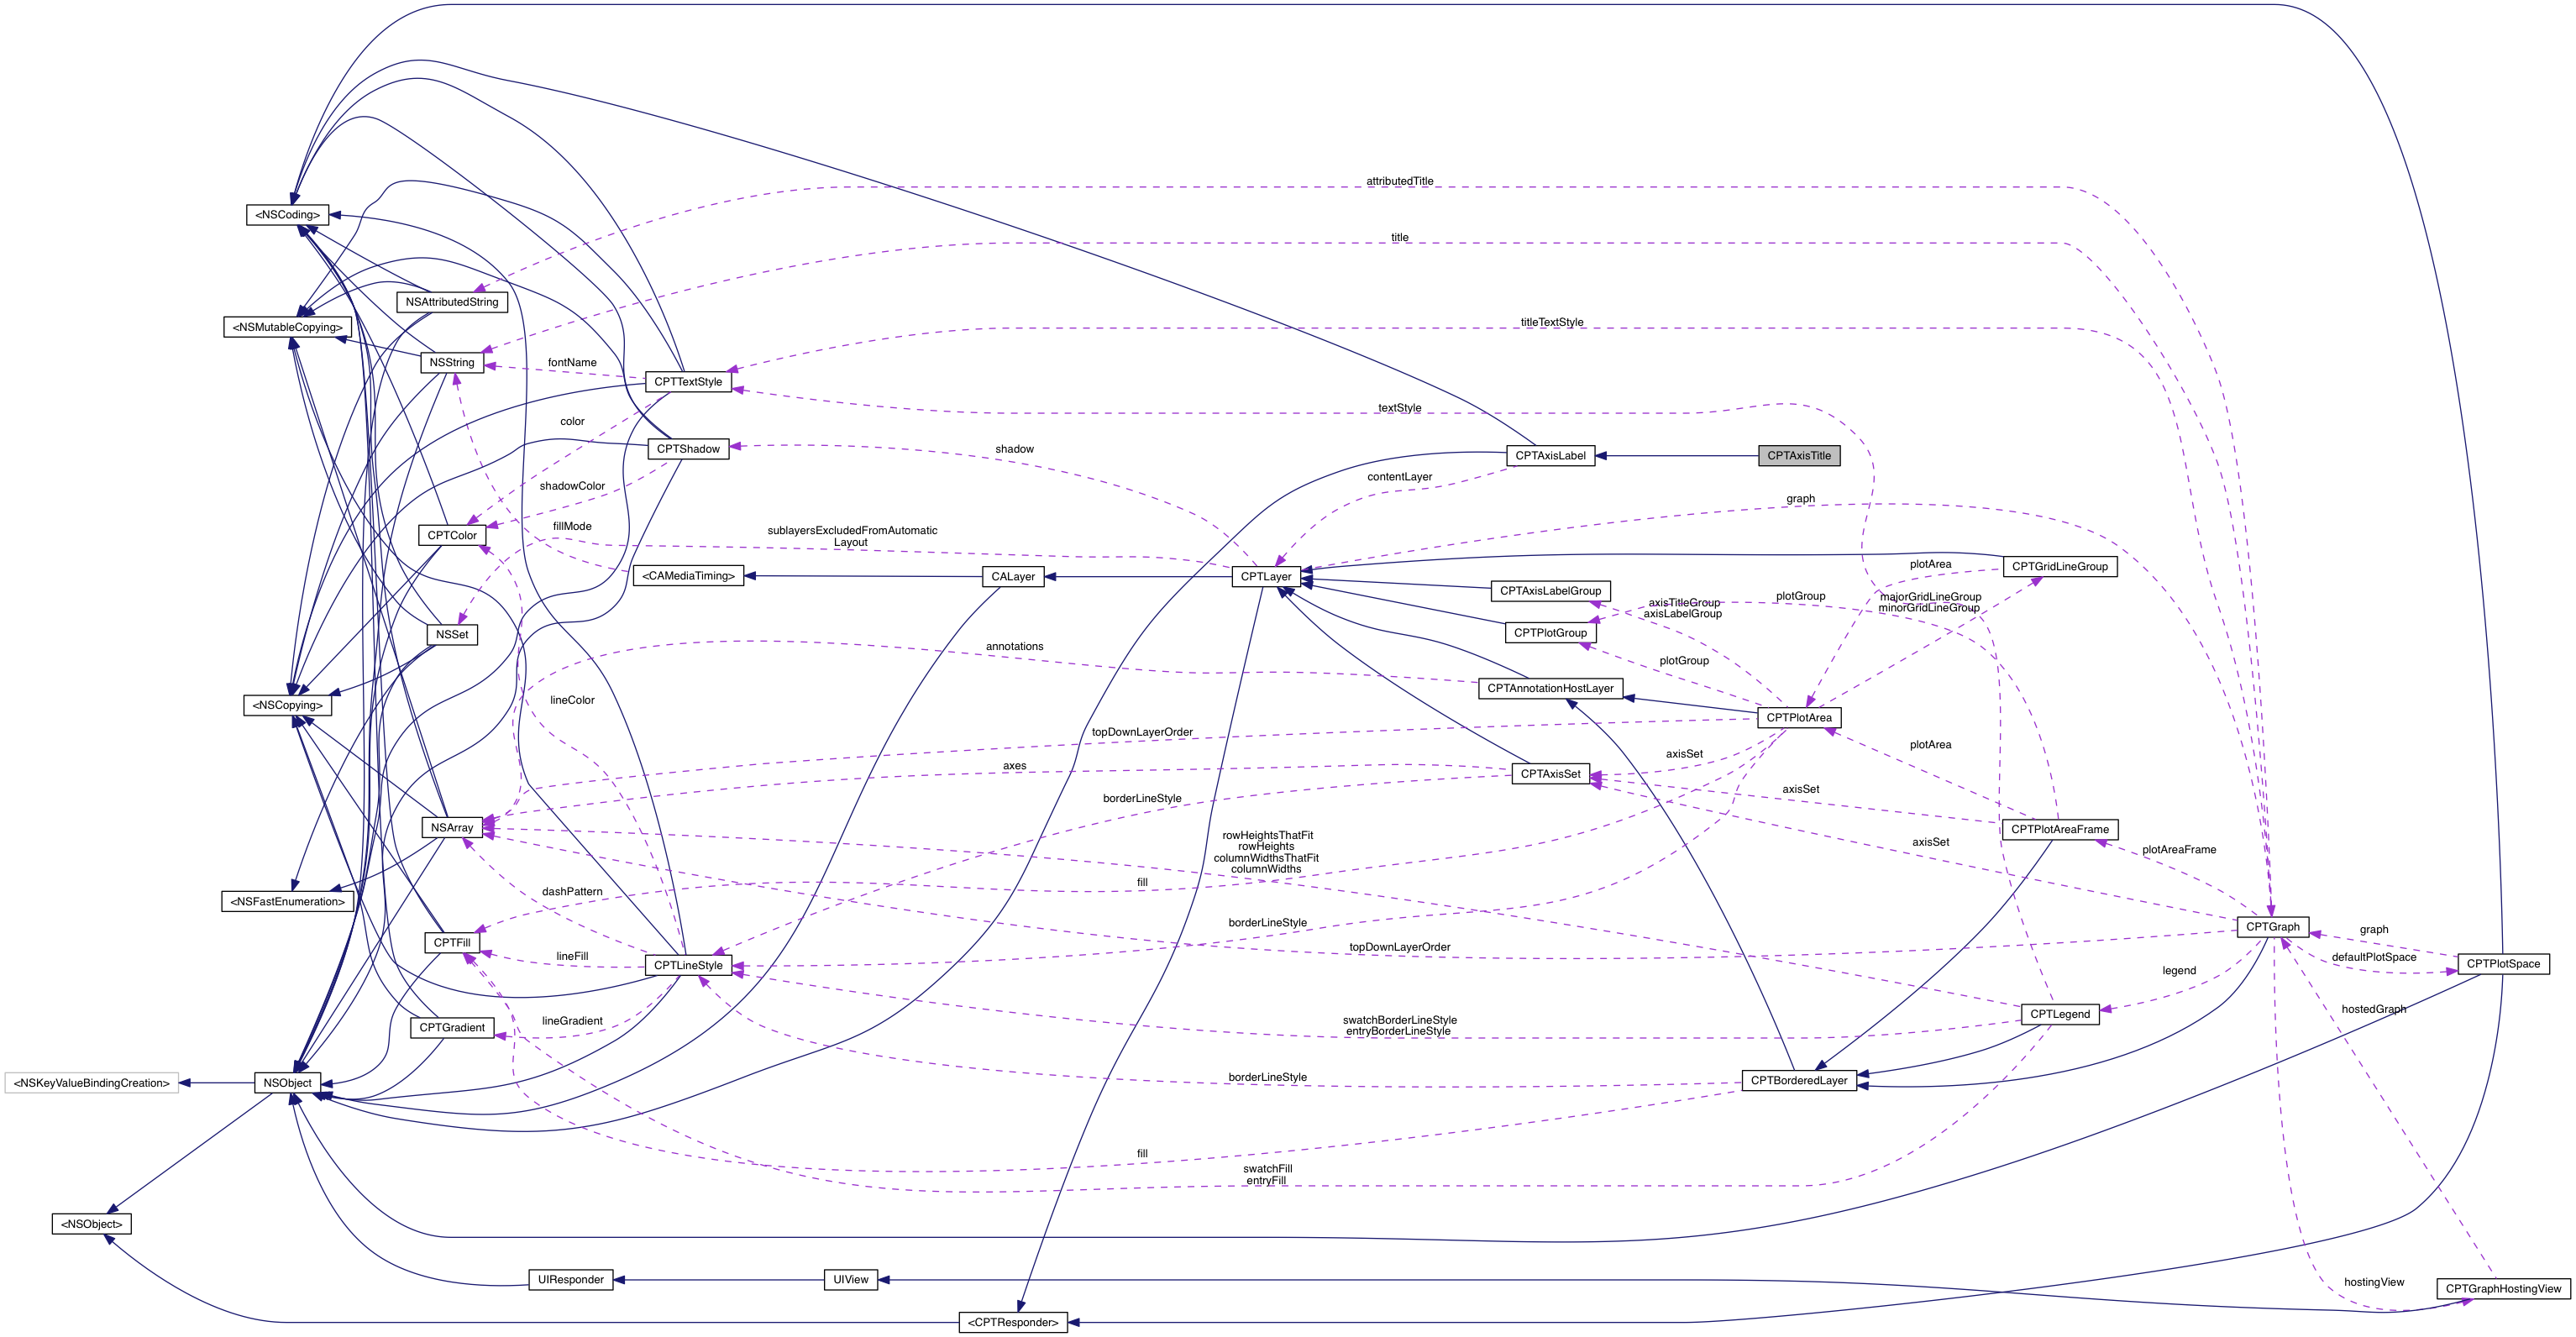 attributedTitle
title
<NSCoding>
NSAttributedString
<NSMutableCopying>
titleTextStyle
NSString
fontName
CPTTextStyle
textStyle
color
CPTShadow
shadow
CPTAxisLabel
CPTAxisTitle
contentLayer
shadowColor
graph
fillMode
CPTColor
sublayersExcludedFromAutomatic
Layout
<CAMediaTiming>
CALayer
CPTLayer
plotArea
CPTGridLineGroup
CPTAxisLabelGroup
axisTitleGroup
axisLabelGroup
plotGroup
majorGridLineGroup
minorGridLineGroup
NSSet
CPTPlotGroup
annotations
plotGroup
CPTAnnotationHostLayer
<NSCopying>
lineColor
CPTPlotArea
topDownLayerOrder
axisSet
plotArea
axes
CPTAxisSet
borderLineStyle
axisSet
NSArray
CPTPlotAreaFrame
rowHeightsThatFit
rowHeights
columnWidthsThatFit
columnWidths
axisSet
plotAreaFrame
dashPattern
fill
<NSFastEnumeration>
borderLineStyle
CPTGraph
graph
CPTFill
topDownLayerOrder
lineFill
CPTLineStyle
defaultPlotSpace
CPTPlotSpace
legend
hostedGraph
CPTGradient
lineGradient
swatchBorderLineStyle
entryBorderLineStyle
CPTLegend
<NSKeyValueBindingCreation>
NSObject
borderLineStyle
CPTBorderedLayer
fill
swatchFill
entryFill
<NSObject>
UIResponder
UIView
hostingView
CPTGraphHostingView
<CPTResponder>